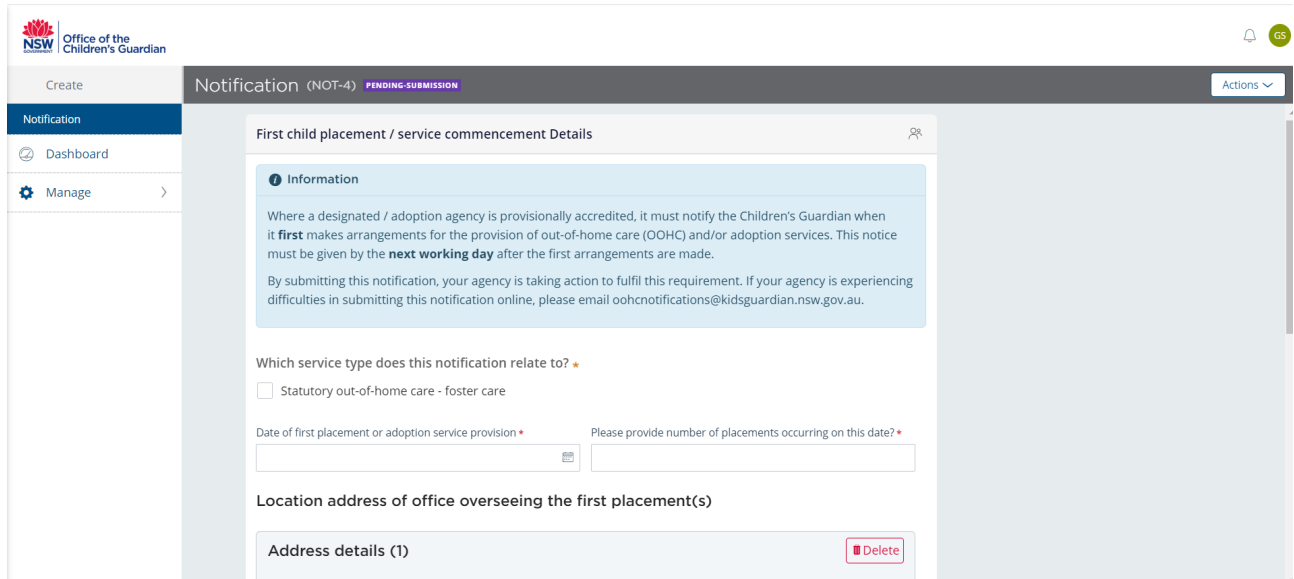 NSW
GOVERNMENT
Office of the
Children's Guardian
GS
Create
Notification (NOT-4) PENDING-SUBMISSION
Actions
Notification
Dashboard
Manage
First child placement / service commencement Details
Information
Where a designated / adoption agency is provisionally accredited, it must notify the Children's Guardian when
it first makes arrangements for the provision of out-of-home care (OOHC) and/or adoption services. This notice
must be given by the next working day after the first arrangements are made.
By submitting this notification, your agency is taking action to fulfil this requirement. If your agency is experiencing
difficulties in submitting this notification online, please email oohcnotifications@kidsguardian.nsw.gov.au.
Which service type does this notification relate to? *
Statutory out-of-home care - foster care
Date of first placement or adoption service provision *
Please provide number of placements occurring on this date? *
Location address of office overseeing the first placement(s)
Address details (1)
Delete